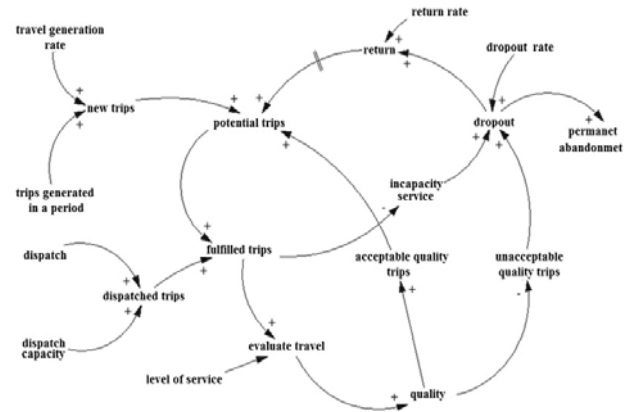 return rate
travel generation
rate
return
dropout rate
new trips
potential trips
dropout
permanct
abandonmet
trips generated
in a period
incapacity
service
dispatch
fulfilled trips
acceptable quality
trips
unacceptable
quality trips
dispatched trips
dispatch
capacity
evaluate travel
level of service
quality